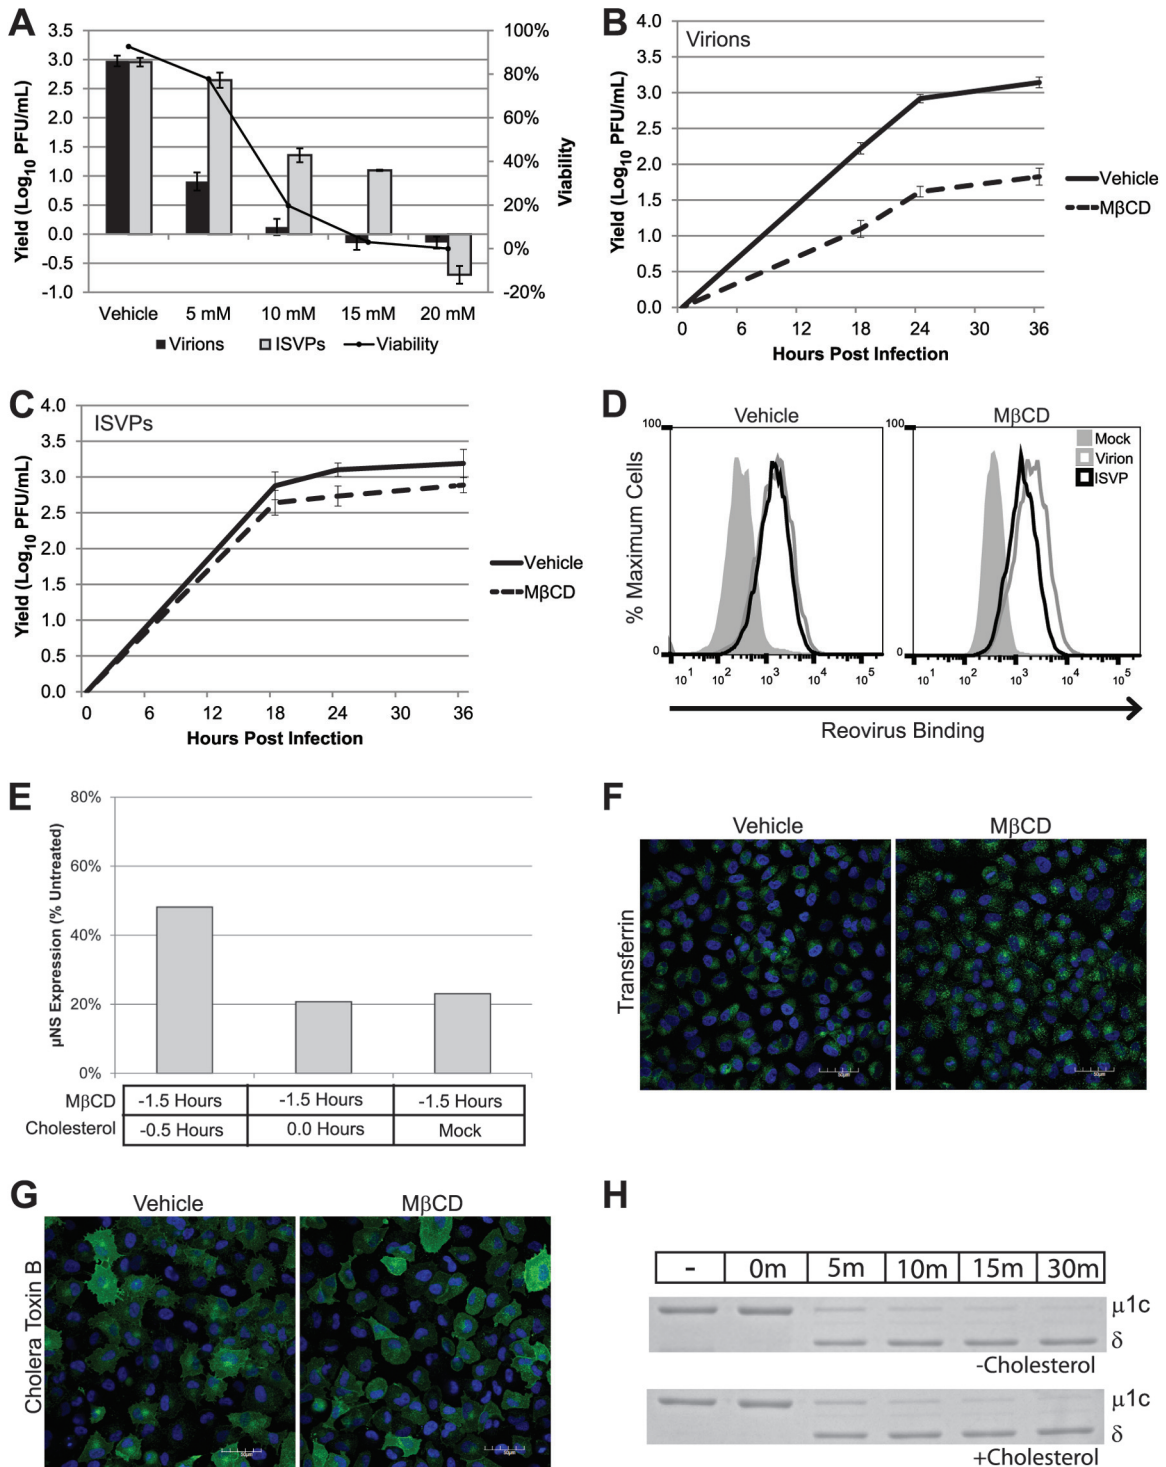 A
Yield (Log10 PFU/mL)
3.5
3.0
2.5
2.0
1.5
1.0
0.5
0.0
-0.5
-1.0
100%
80%
60%
40%
20%
0%
-20%
Viability
Vehicle 5 mM 10 mM 15 mM 20 mM
Virions ISVPs Viability
B
Virions
Yield (Log10 PFU/mL)
4.0
3.5
3.0
2.5
2.0
1.5
1.0
0.5
0.0
0 6 12 18 24 30 36
Hours Post Infection
Vehicle
MβCD
C
ISVPs
Yield (Log10 PFU/mL)
4.0
3.5
3.0
2.5
2.0
1.5
1.0
0.5
0.0
0 6 12 18 24 30 36
Hours Post Infection
Vehicle
MβCD
D
Vehicle MβCD
% Maximum Cells
100 100
0 0
Mock
Virion
ISVP
10^1 10^2 10^3 10^4 10^5 10^1 10^2 10^3 10^4 10^5
Reovirus Binding
E
µNS Expression (% Untreated)
80%
60%
40%
20%
0%
MβCD -1.5 Hours -1.5 Hours -1.5 Hours
Cholesterol -0.5 Hours 0.0 Hours Mock
F
Vehicle MβCD
Transferrin
50µm 50µm
G
Vehicle MβCD
Cholera Toxin B
50µm 50µm
H
- 0m 5m 10m 15m 30m
µ1c
δ
-Cholesterol
µ1c
δ
+Cholesterol